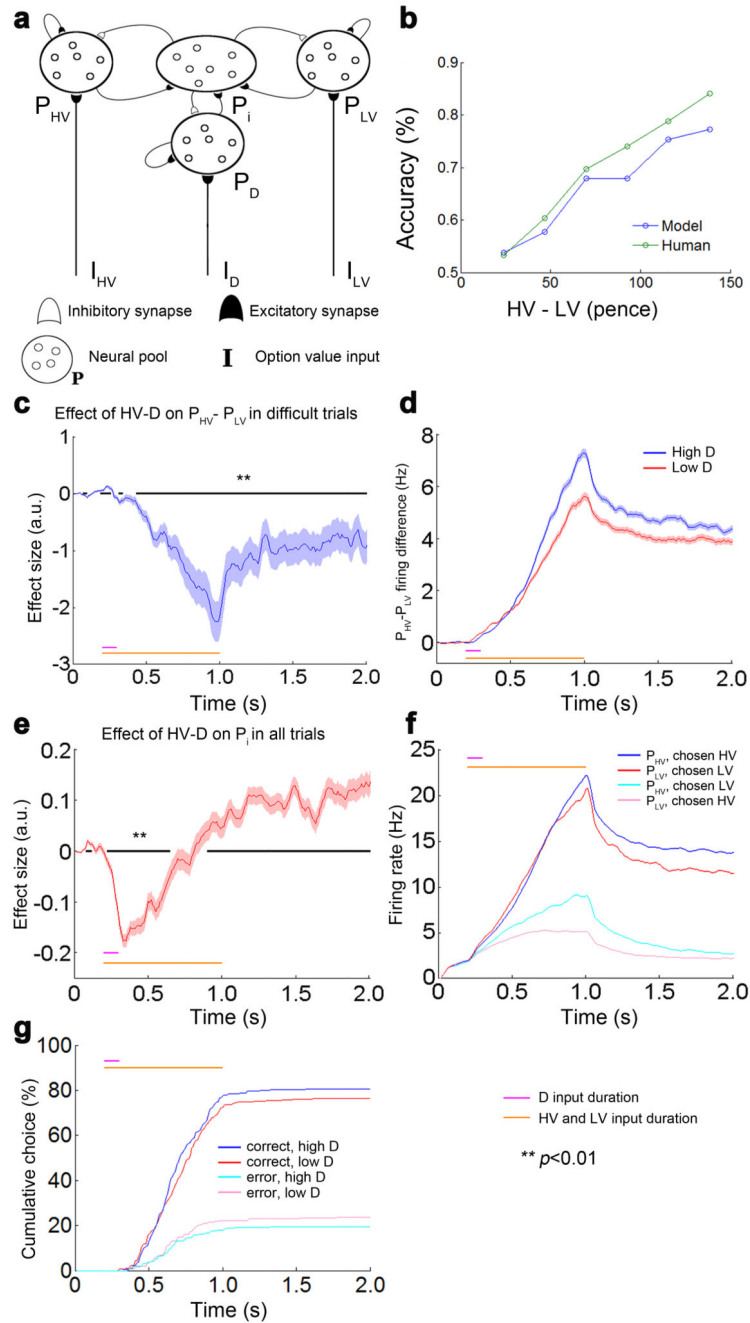 a
P_HV
P_i
P_LV
P_D
I_HV
I_D
I_LV
Inhibitory synapse
Excitatory synapse
P
Neural pool
I
Option value input
b
Accuracy (%)
0.9
0.8
0.7
0.6
0.5
0
50
100
150
HV - LV (pence)
Model
Human
c
Effect of HV-D on P_HV- P_LV in difficult trials
Effect size (a.u.)
1
0
-1
-2
-3
**
0
0.5
1.0
1.5
2.0
Time (s)
d
P_HV-P_LV firing difference (Hz)
8
6
4
2
0
High D
Low D
0
0.5
1.0
1.5
2.0
Time (s)
e
Effect of HV-D on P_i in all trials
Effect size (a.u.)
0.2
0.1
0
-0.1
-0.2
**
0
0.5
1.0
1.5
2.0
Time (s)
f
Firing rate (Hz)
25
20
15
10
5
0
P_HV, chosen HV
P_LV, chosen LV
P_HV, chosen LV
P_LV, chosen HV
0
0.5
1.0
1.5
2.0
Time (s)
g
Cumulative choice (%)
100
80
60
40
20
0
correct, high D
correct, low D
error, high D
error, low D
0
0.5
1.0
1.5
2.0
Time (s)
D input duration
HV and LV input duration
** p<0.01